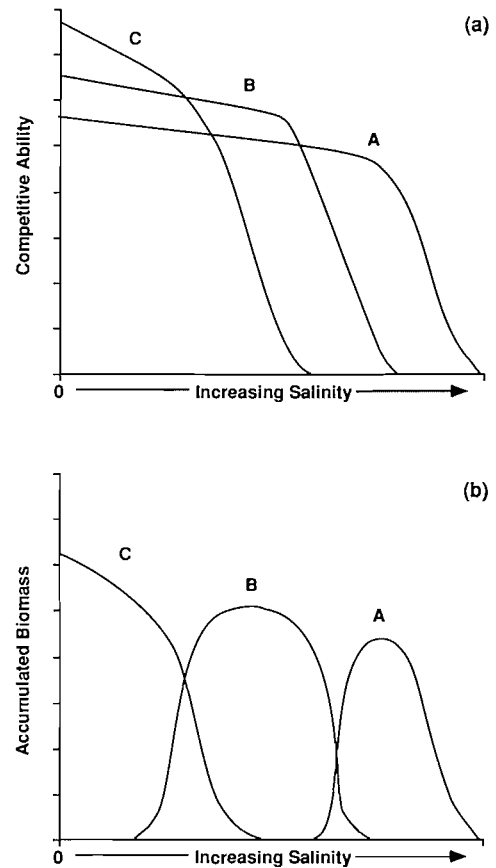 (a)
C
B
A
Competitive Ability
0 Increasing Salinity
(b)
C
B
A
Accumulated Biomass
0 Increasing Salinity